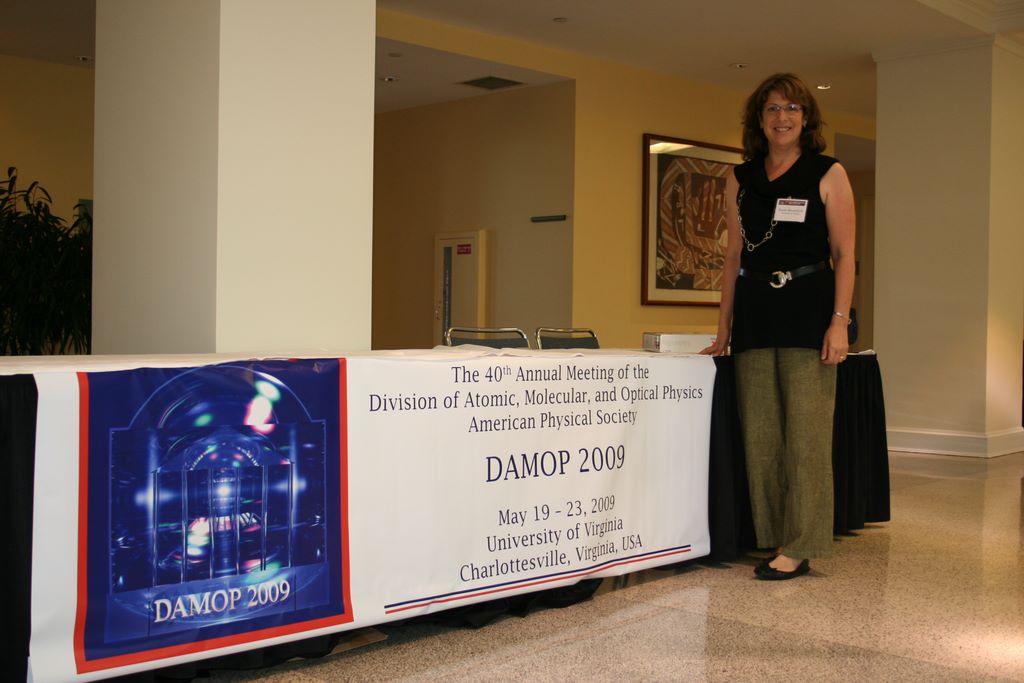 The 40th Annual Meeting of the
Division of Atomic, Molecular, and Optical Physics
American Physical Society
DAMOP 2009
May 19 - 23, 2009
University of Virginia
Charlottesville, Virginia, USA
DAMOP 2009